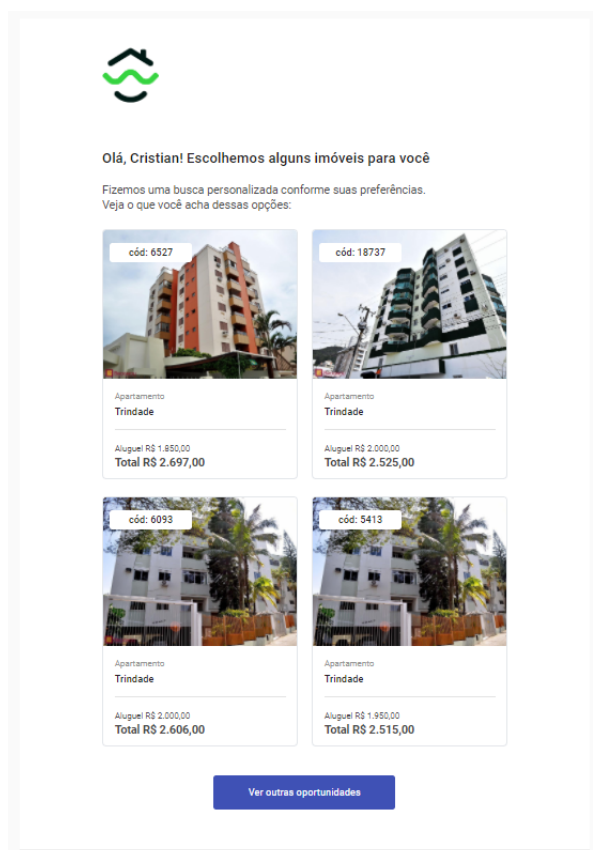 Olá, Cristian! Escolhemos alguns imóveis para você
Fizemos uma busca personalizada conforme suas preferências.
Veja o que você acha dessas opções:
cód: 6527
Apartamento
Trindade
Aluguel R$ 1.850,00
Total R$ 2.697,00
cód: 18737
Apartamento
Trindade
Aluguel R$ 2.000,00
Total R$ 2.525,00
cód: 6093
Apartamento
Trindade
Aluguel R$ 2.000,00
Total R$ 2.606,00
cód: 5413
Apartamento
Trindade
Aluguel R$ 1.950,00
Total R$ 2.515,00
Ver outras oportunidades